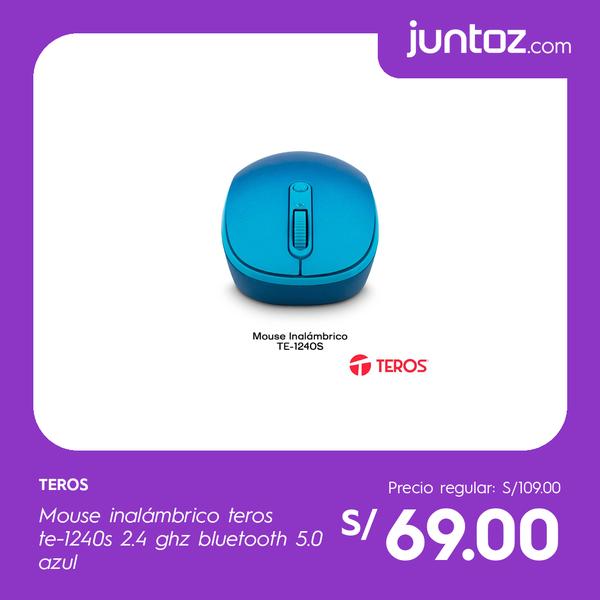 juntoz.com
Mouse Inalámbrico
TE-1240S
TEROS
TEROS
Mouse inalámbrico teros
te-1240s 2.4 ghz bluetooth 5.0
azul
Precio regular: S/109.00
S/69.00